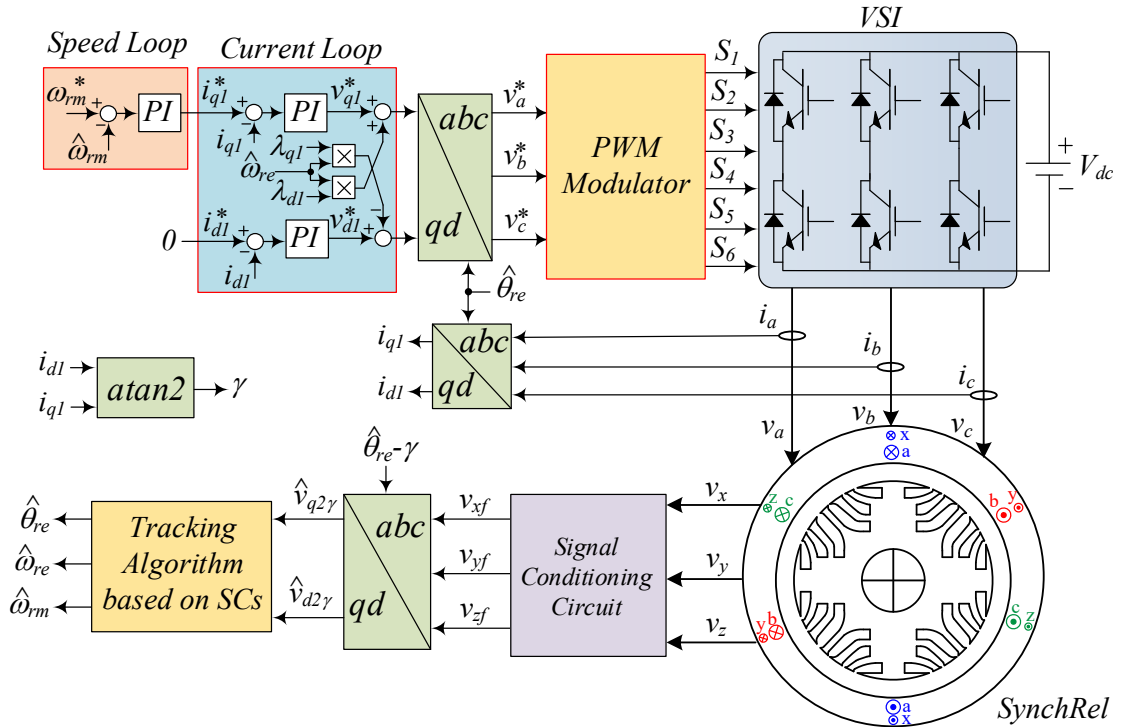 Speed Loop
Current Loop
VSI
ω*rm
+
-
ω̂rm
PI
i*q1
+
-
iq1
PI
v*q1
+
+
λq1
ω̂re
λd1
×
×
0
i*d1
+
-
id1
PI
v*d1
+
-
abc
qd
v*a
v*b
v*c
PWM
Modulator
S1
S2
S3
S4
S5
S6
+
Vdc
−
θ̂re
iq1
id1
abc
qd
ia
ib
ic
id1
iq1
atan2
γ
va
vb
vc
θ̂re-γ
θ̂re
ω̂re
ω̂rm
Tracking
Algorithm
based on SCs
v̂q2γ
v̂d2γ
abc
qd
vxf
vyf
vzf
Signal
Conditioning
Circuit
vx
vy
vz
x
a
z
c
b
y
y
b
c
z
a
x
SynchRel